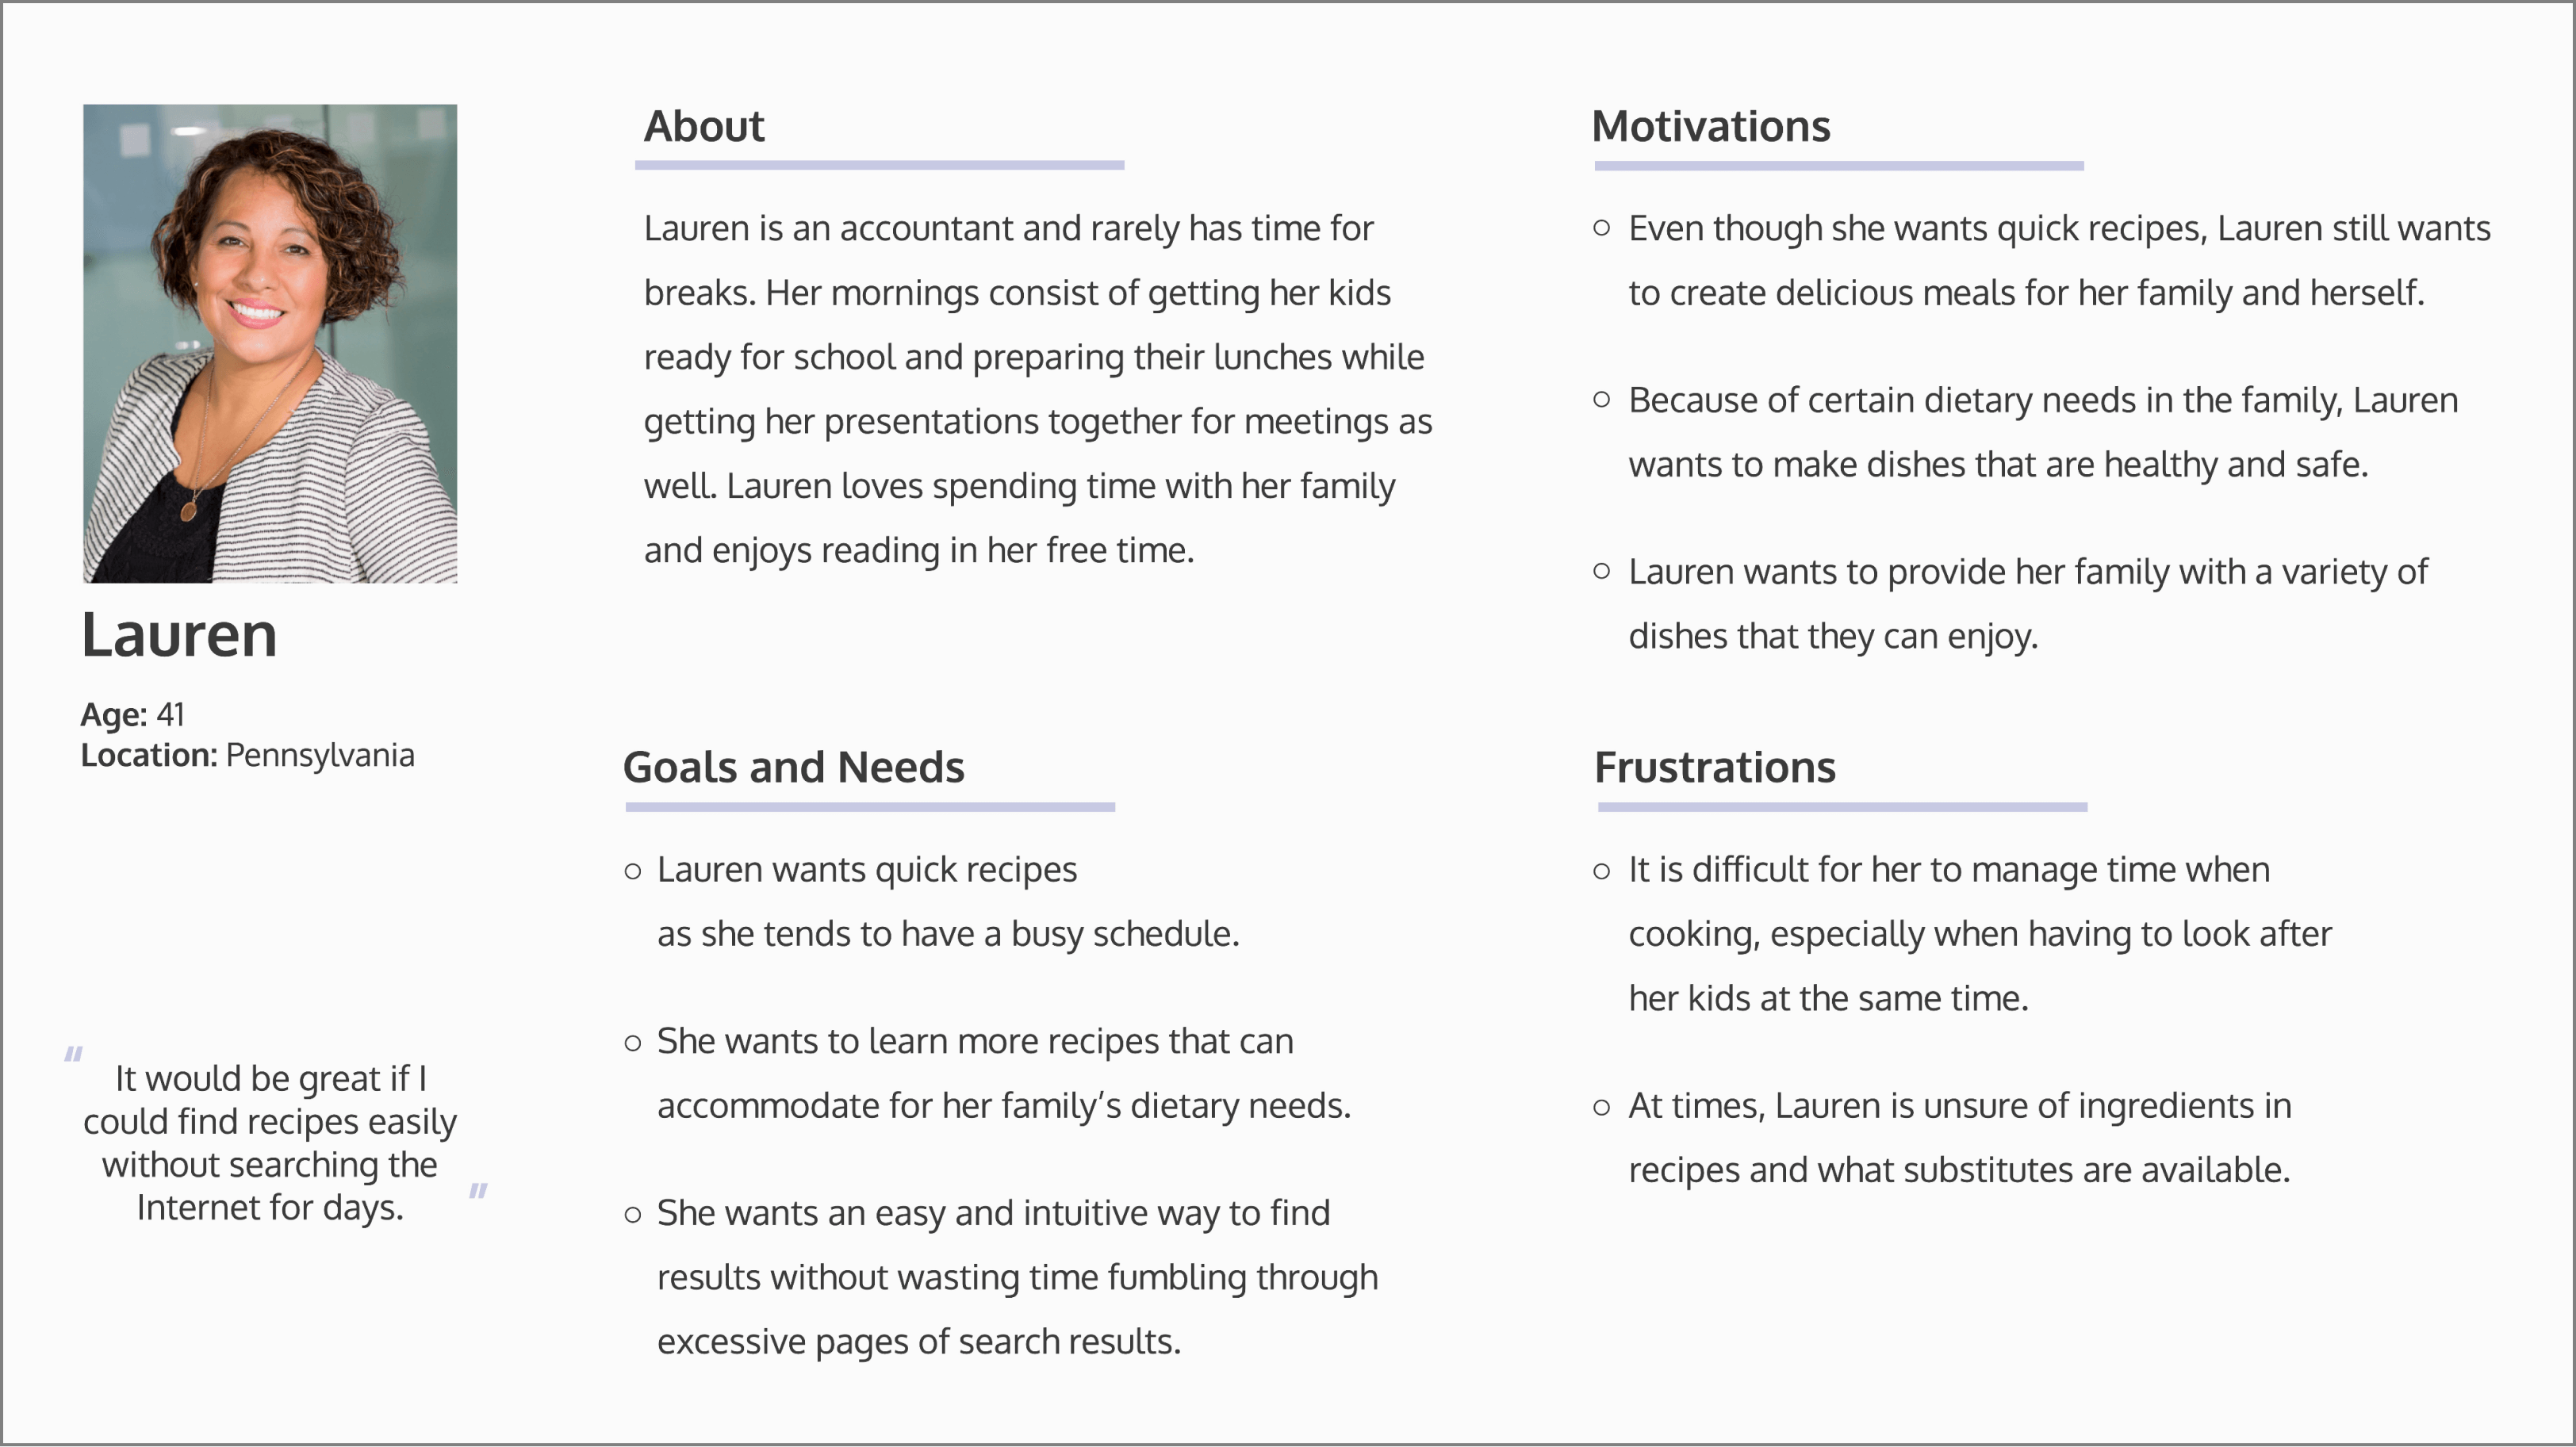 Lauren
Age: 41
Location: Pennsylvania
“
It would be great if I
could find recipes easily
without searching the
Internet for days.
”
About
Lauren is an accountant and rarely has time for
breaks. Her mornings consist of getting her kids
ready for school and preparing their lunches while
getting her presentations together for meetings as
well. Lauren loves spending time with her family
and enjoys reading in her free time.
Goals and Needs
○ Lauren wants quick recipes
as she tends to have a busy schedule.
○ She wants to learn more recipes that can
accommodate for her family’s dietary needs.
○ She wants an easy and intuitive way to find
results without wasting time fumbling through
excessive pages of search results.
Motivations
○ Even though she wants quick recipes, Lauren still wants
to create delicious meals for her family and herself.
○ Because of certain dietary needs in the family, Lauren
wants to make dishes that are healthy and safe.
○ Lauren wants to provide her family with a variety of
dishes that they can enjoy.
Frustrations
○ It is difficult for her to manage time when
cooking, especially when having to look after
her kids at the same time.
○ At times, Lauren is unsure of ingredients in
recipes and what substitutes are available.